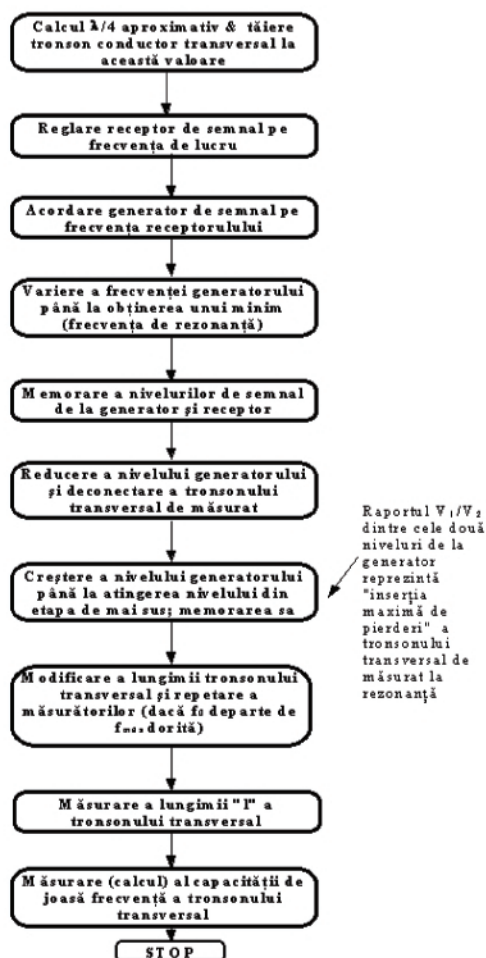 Calcul λ/4 aproximativ & tăiere
tronson conductor transversal la
această valoare
Reglare receptor de semnal pe
frecvența de lucru
Acordare generator de semnal pe
frecvența receptorulului
Variere a frecvenței generatorului
până la obținerea unui minim
(frecvența de rezonanță)
Memorare a nivelurilor de semnal
de la generator și receptor
Reducere a nivelului generatorului
și deconectare a tronsonului
transversal de măsurat
Creștere a nivelului generatorului
până la atingerea nivelului din
etapa de mai sus; memorarea sa
Raportul V₁/V₂
dintre cele două
niveluri de la
generator
reprezintă
"inserția
maximă de
pierderi" a
tronsonului
transversal de
măsurat la
rezonanță
Modificare a lungimii tronsonului
transversal și repetare a
măsurătorilor (dacă f₀ departe de
fₘₐₓ dorită)
Măsurare a lungimii "l" a
tronsonului transversal
Măsurare (calcul) al capacității de
joasă frecvență a tronsonului
transversal
STOP